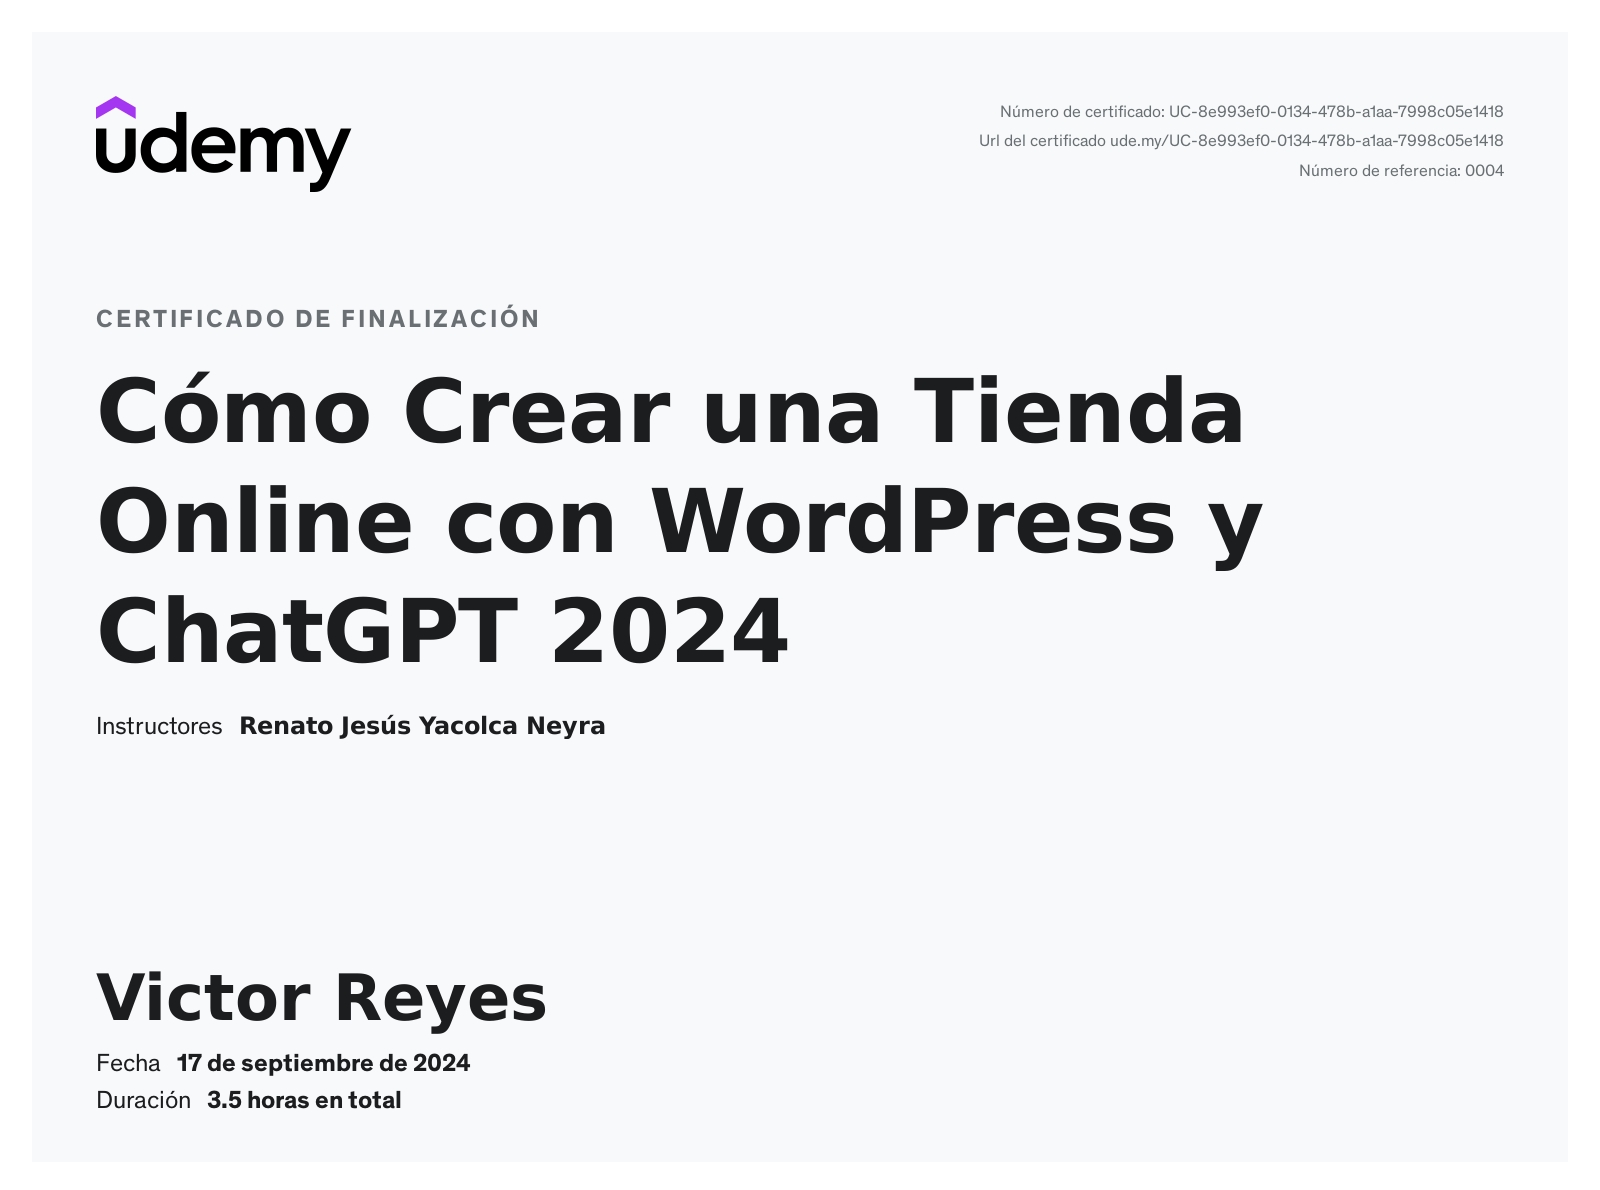 udemy
Número de certificado: UC-8e993ef0-0134-478b-a1aa-7998c05e1418
Url del certificado ude.my/UC-8e993ef0-0134-478b-a1aa-7998c05e1418
Número de referencia: 0004
CERTIFICADO DE FINALIZACIÓN
Cómo Crear una Tienda
Online con WordPress y
ChatGPT 2024
Instructores Renato Jesús Yacolca Neyra
Victor Reyes
Fecha 17 de septiembre de 2024
Duración 3.5 horas en total